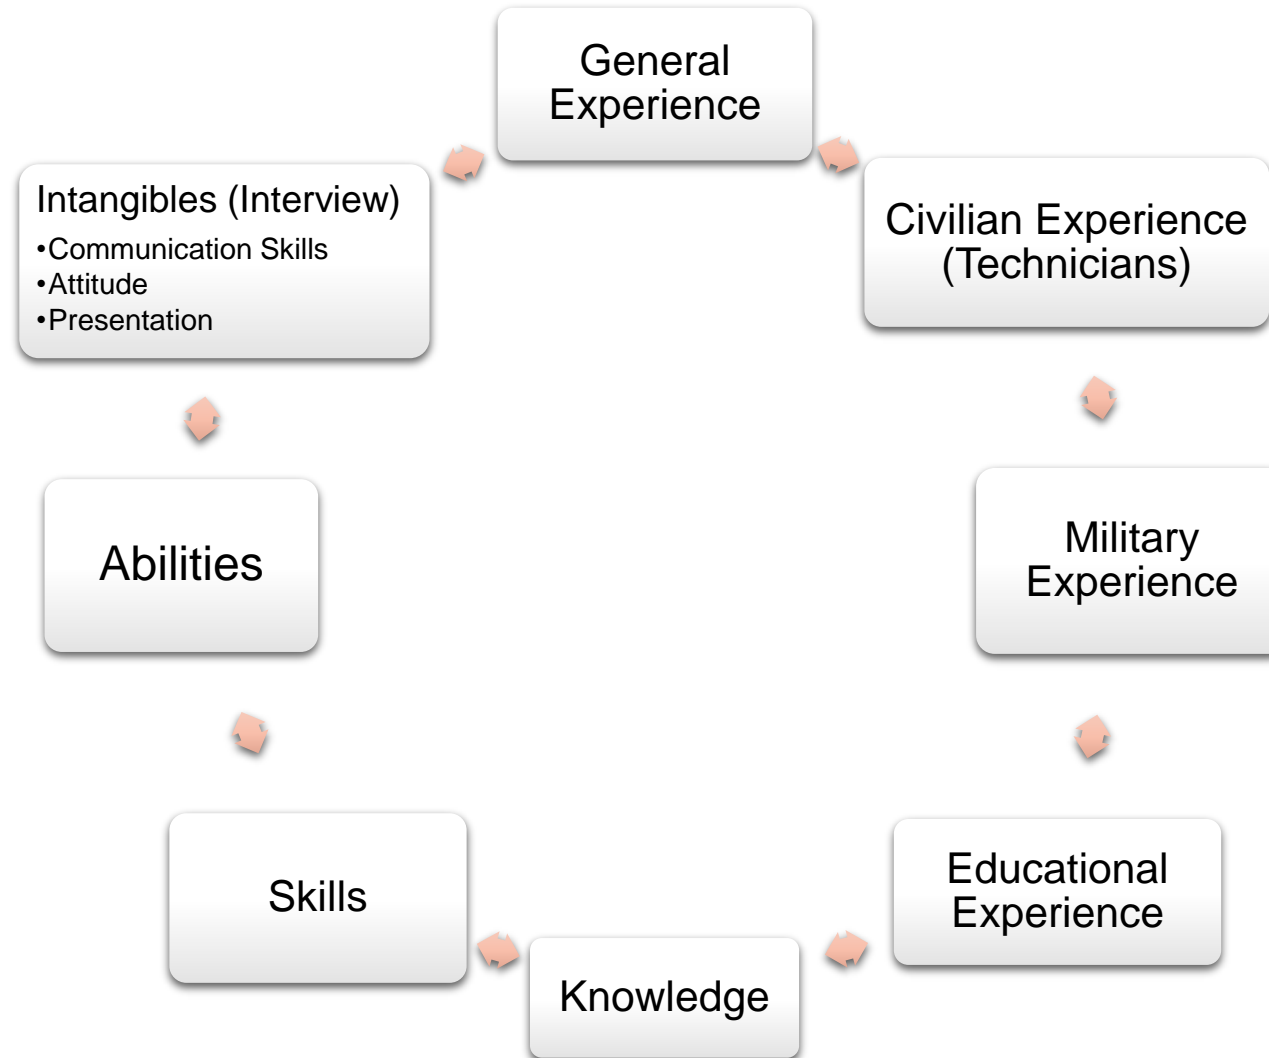 General
Experience
Civilian Experience
(Technicians)
Military
Experience
Educational
Experience
Knowledge
Skills
Abilities
Intangibles (Interview)
•Communication Skills
•Attitude
•Presentation